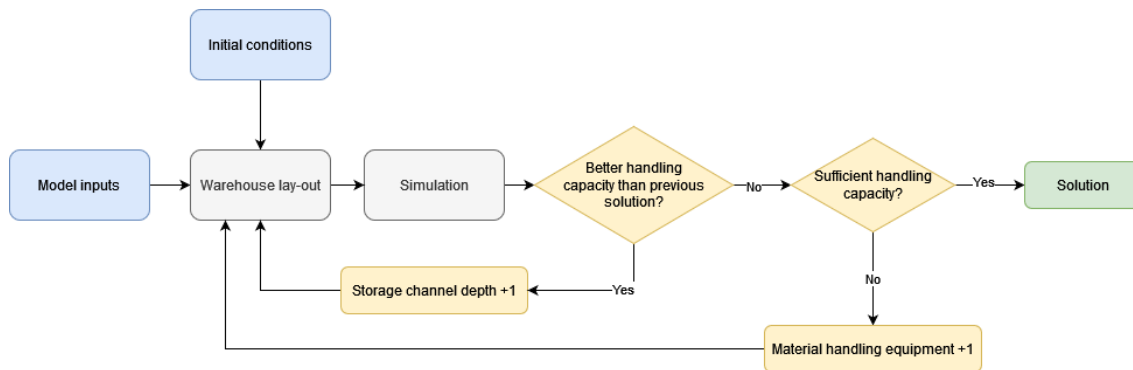 Initial conditions
Model inputs
Warehouse lay-out
Simulation
Better handling
capacity than previous
solution?
No
Sufficient handling
capacity?
Yes
Solution
Yes
Storage channel depth +1
No
Material handling equipment +1